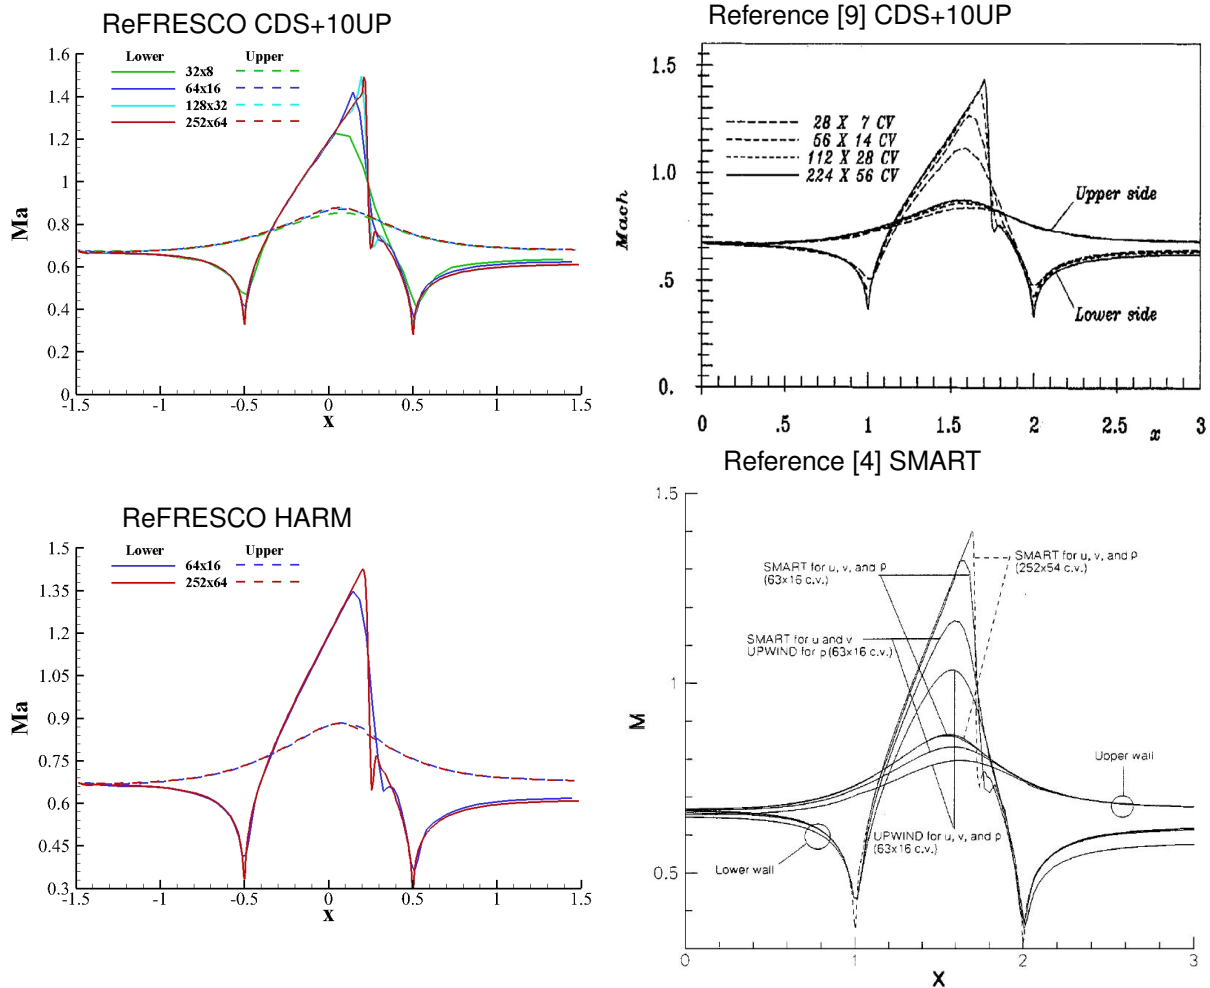 ReFRESCO CDS+10UP
Lower Upper
32x8
64x16
128x32
252x64
1.6
1.4
1.2
1
0.8
0.6
0.4
0.2
0
Ma
-1.5 -1 -0.5 0 0.5 1 1.5
x
Reference [9] CDS+10UP
1.5
1.0
.5
0.
Mach
28 X 7 CV
56 X 14 CV
112 X 28 CV
224 X 56 CV
Upper side
Lower side
0 .5 1 1.5 2 2.5 3
x
ReFRESCO HARM
Lower Upper
64x16
252x64
1.5
1.35
1.2
1.05
0.9
0.75
0.6
0.45
0.3
Ma
-1.5 -1 -0.5 0 0.5 1 1.5
x
Reference [4] SMART
1.5
1
0.5
M
SMART for u, v, and ρ
(252x54 c.v.)
SMART for u, v, and ρ
(63x16 c.v.)
SMART for u and v
UPWIND for ρ (63x16 c.v.)
Upper wall
UPWIND for u, v, and ρ
(63x16 c.v.)
Lower wall
0 1 2 3
X